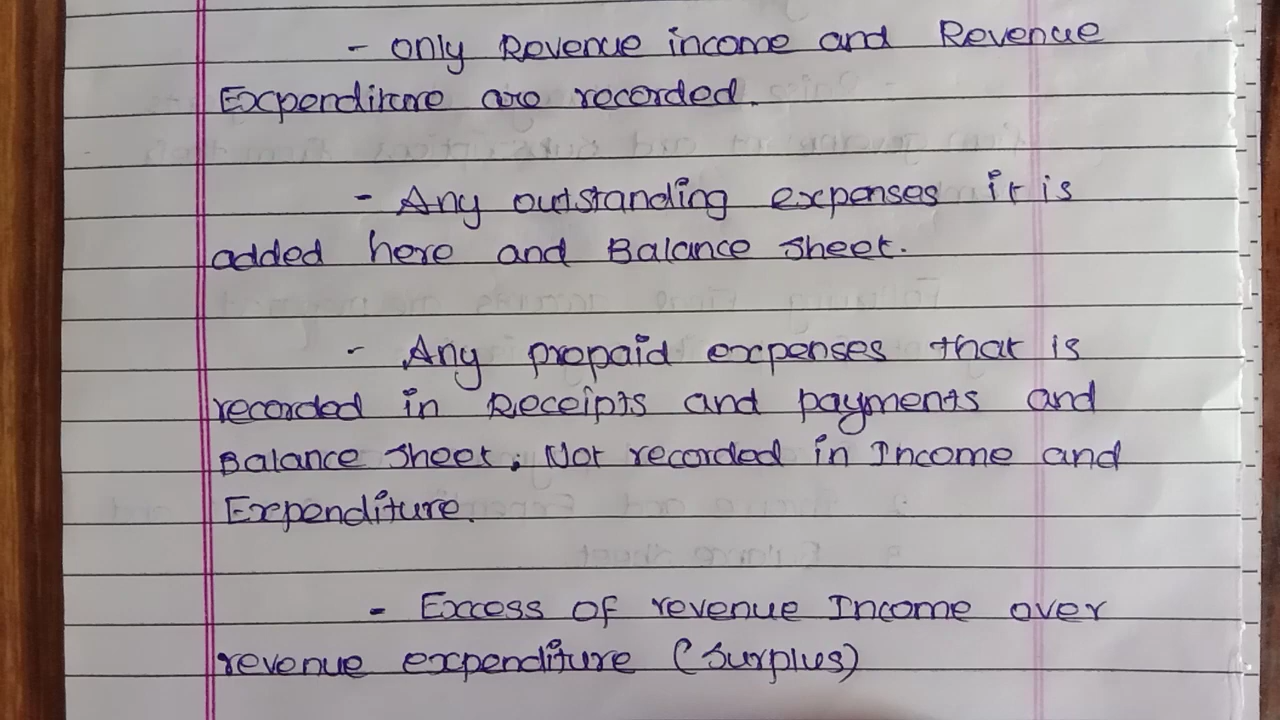 - only Revenue income and Revenue
Expenditure are recorded.
- Any outstanding expenses it is
added here and Balance sheet.
- Any prepaid expenses that is
recorded in Receipts and payments and
Balance sheet; Not recorded in Income and
Expenditure.
- Excess of revenue Income over
revenue expenditure (Surplus)